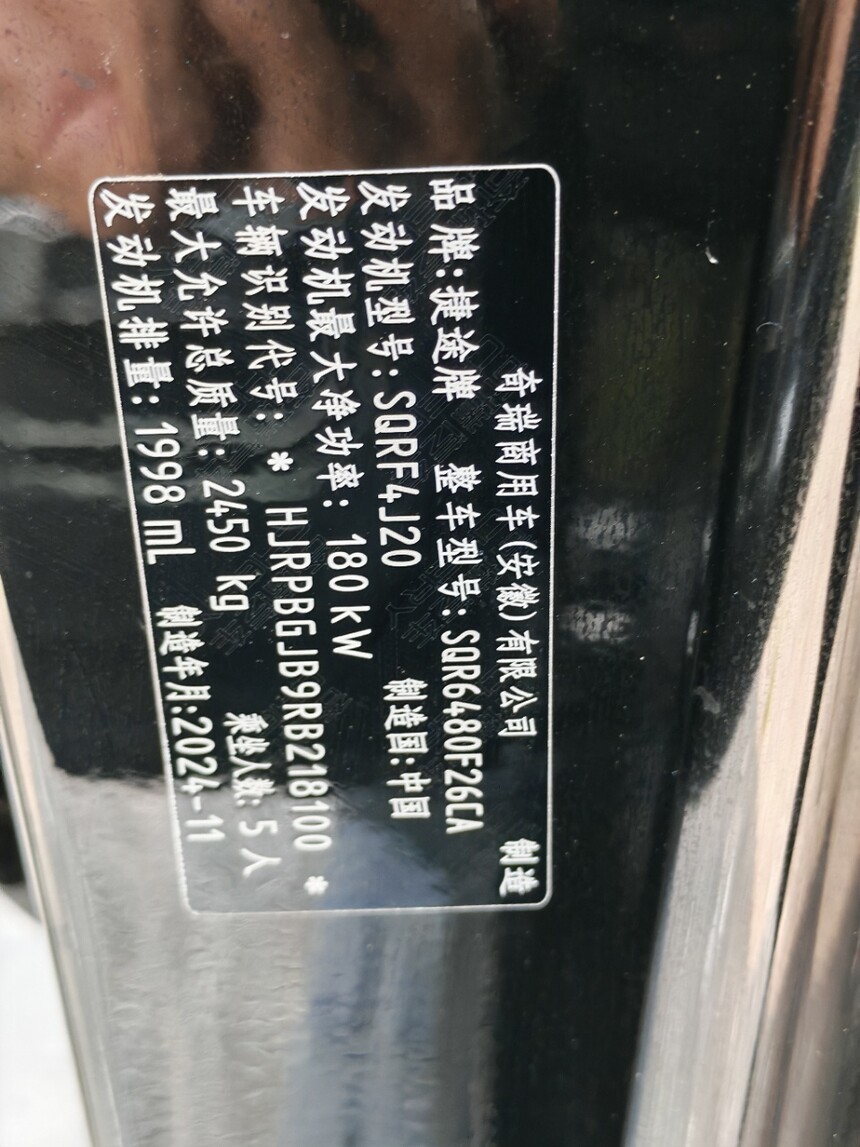 奇瑞商用车(安徽)有限公司 制造
品 牌:捷途牌 整车型号:SQR6480F26CA
发动机型号:SQRF4J20 制造国:中国
发动机最大净功率:180 kW
车辆识别代号:* HJRPBGJB9RB218100 *
最大允许总质量:2450 kg 乘坐人数:5人
发动机排量:1998 mL 制造年月:2024-11